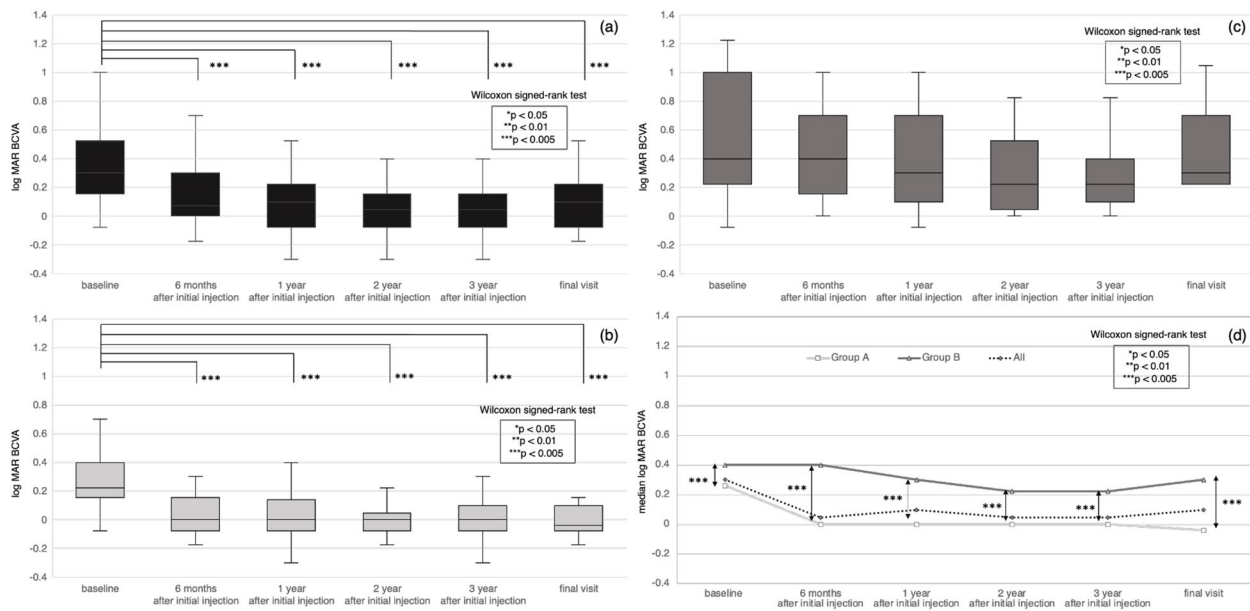 (a)
log MAR BCVA
1.4
1.2
1
0.8
0.6
0.4
0.2
0
-0.2
-0.4
*** *** *** *** ***
Wilcoxon signed-rank test
*p < 0.05
**p < 0.01
***p < 0.005
baseline 6 months 1 year 2 year 3 year final visit
after initial injection after initial injection after initial injection after initial injection
(c)
log MAR BCVA
1.4
1.2
1
0.8
0.6
0.4
0.2
0
-0.2
-0.4
Wilcoxon signed-rank test
*p < 0.05
**p < 0.01
***p < 0.005
baseline 6 months 1 year 2 year 3 year final visit
after initial injection after initial injection after initial injection after initial injection
(b)
log MAR BCVA
1.4
1.2
1
0.8
0.6
0.4
0.2
0
-0.2
-0.4
*** *** *** *** ***
Wilcoxon signed-rank test
*p < 0.05
**p < 0.01
***p < 0.005
baseline 6 months 1 year 2 year 3 year final visit
after initial injection after initial injection after initial injection after initial injection
(d)
median log MAR BCVA
1.4
1.2
1
0.8
0.6
0.4
0.2
0
-0.2
-0.4
Wilcoxon signed-rank test
*p < 0.05
**p < 0.01
***p < 0.005
Group A Group B All
*** *** *** *** *** ***
baseline 6 months 1 year 2 year 3 year final visit
after initial injection after initial injection after initial injection after initial injection